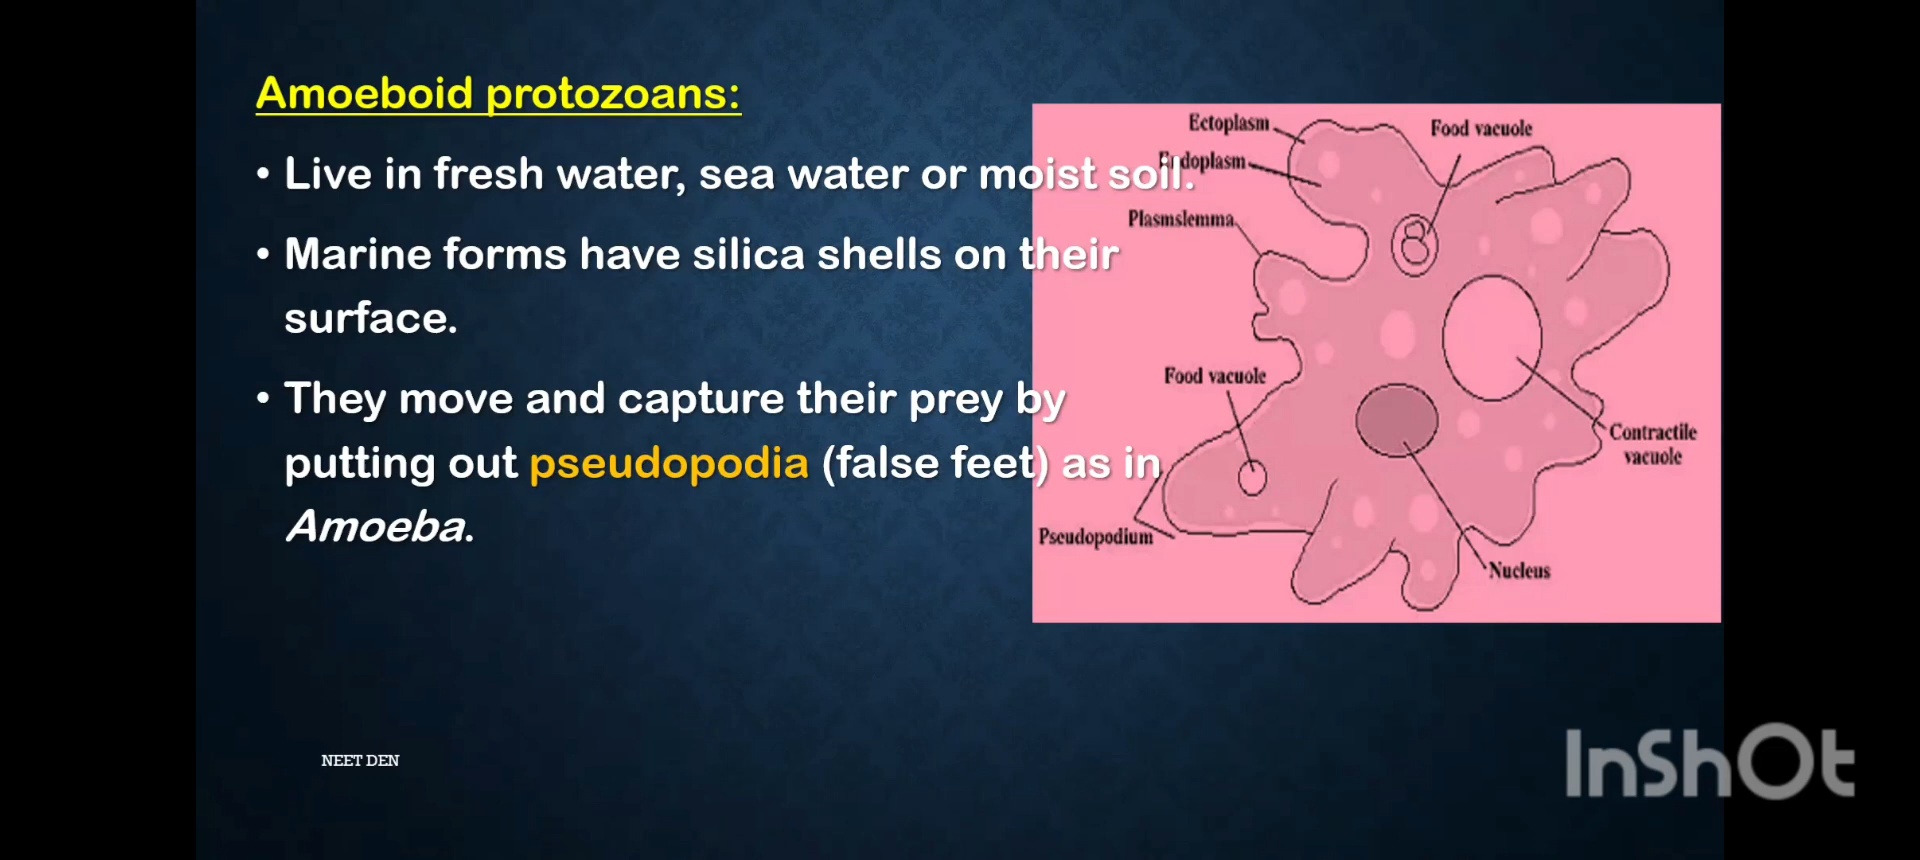 Amoeboid protozoans:
• Live in fresh water, sea water or moist soil.
• Marine forms have silica shells on their
surface.
• They move and capture their prey by
putting out pseudopodia (false feet) as in
Amoeba.
Ectoplasm
Food vacuole
Endoplasm
Plasmslemma
Food vacuole
Contractile
vacuole
Pseudopodium
Nucleus
NEET DEN
InShOt